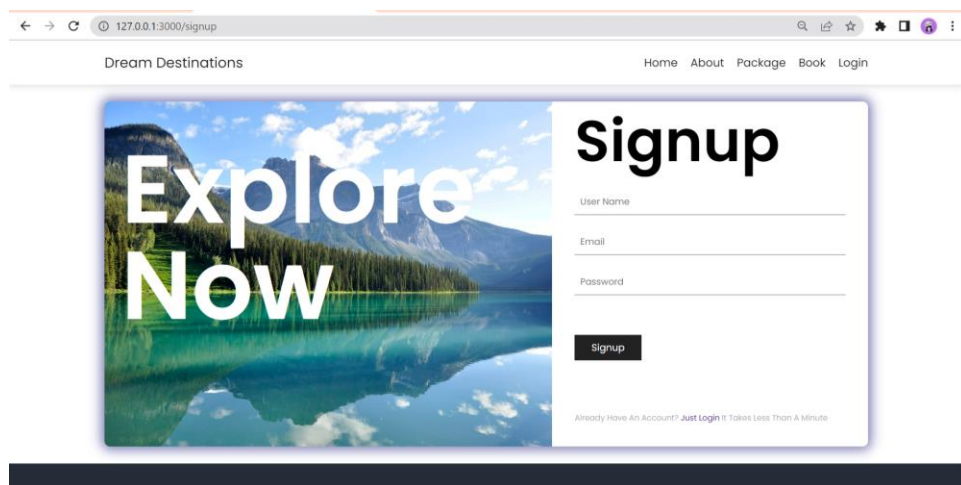 127.0.0.1:3000/signup
Dream Destinations
Home About Package Book Login
Explore
Now
Signup
User Name
Email
Password
Signup
Already Have An Account? Just Login It Takes Less Than A Minute